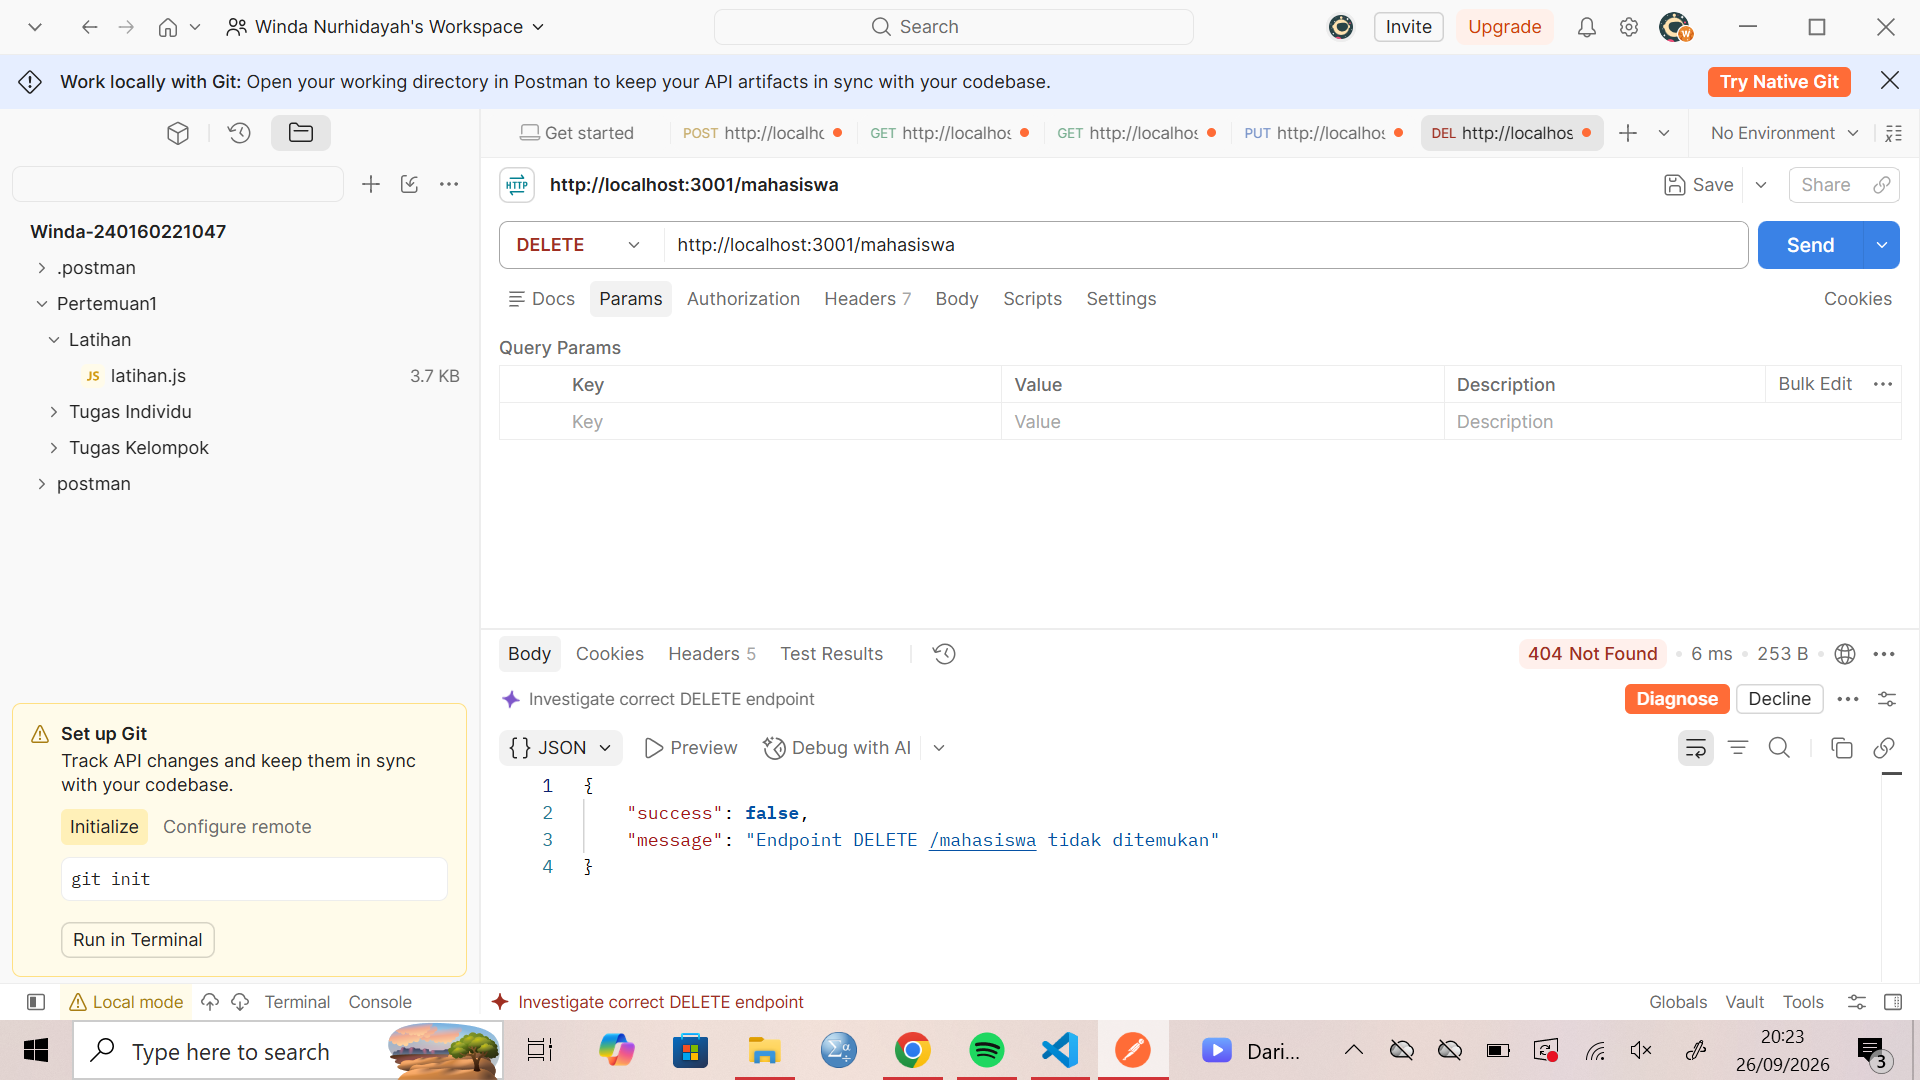 Winda Nurhidayah's Workspace
Search
Invite
Upgrade
W
Work locally with Git: Open your working directory in Postman to keep your API artifacts in sync with your codebase.
Try Native Git
Get started
POST http://localhc
GET http://localhos
GET http://localhos
PUT http://localhos
DEL http://localhos
No Environment
HTTP
http://localhost:3001/mahasiswa
Save
Share
Winda-240160221047
.postman
Pertemuan1
Latihan
JS latihan.js 3.7 KB
Tugas Individu
Tugas Kelompok
postman
DELETE
http://localhost:3001/mahasiswa
Send
Docs
Params
Authorization
Headers 7
Body
Scripts
Settings
Cookies
Query Params
Key Value Description Bulk Edit
Key Value Description
Body
Cookies
Headers 5
Test Results
404 Not Found
6 ms
253 B
Investigate correct DELETE endpoint
Diagnose
Decline
{} JSON
Preview
Debug with AI
1 {
2 "success": false,
3 "message": "Endpoint DELETE /mahasiswa tidak ditemukan"
4 }
Set up Git
Track API changes and keep them in sync
with your codebase.
Initialize
Configure remote
git init
Run in Terminal
Local mode
Terminal
Console
Investigate correct DELETE endpoint
Globals
Vault
Tools
Type here to search
Dari...
20:23
26/09/2026
3